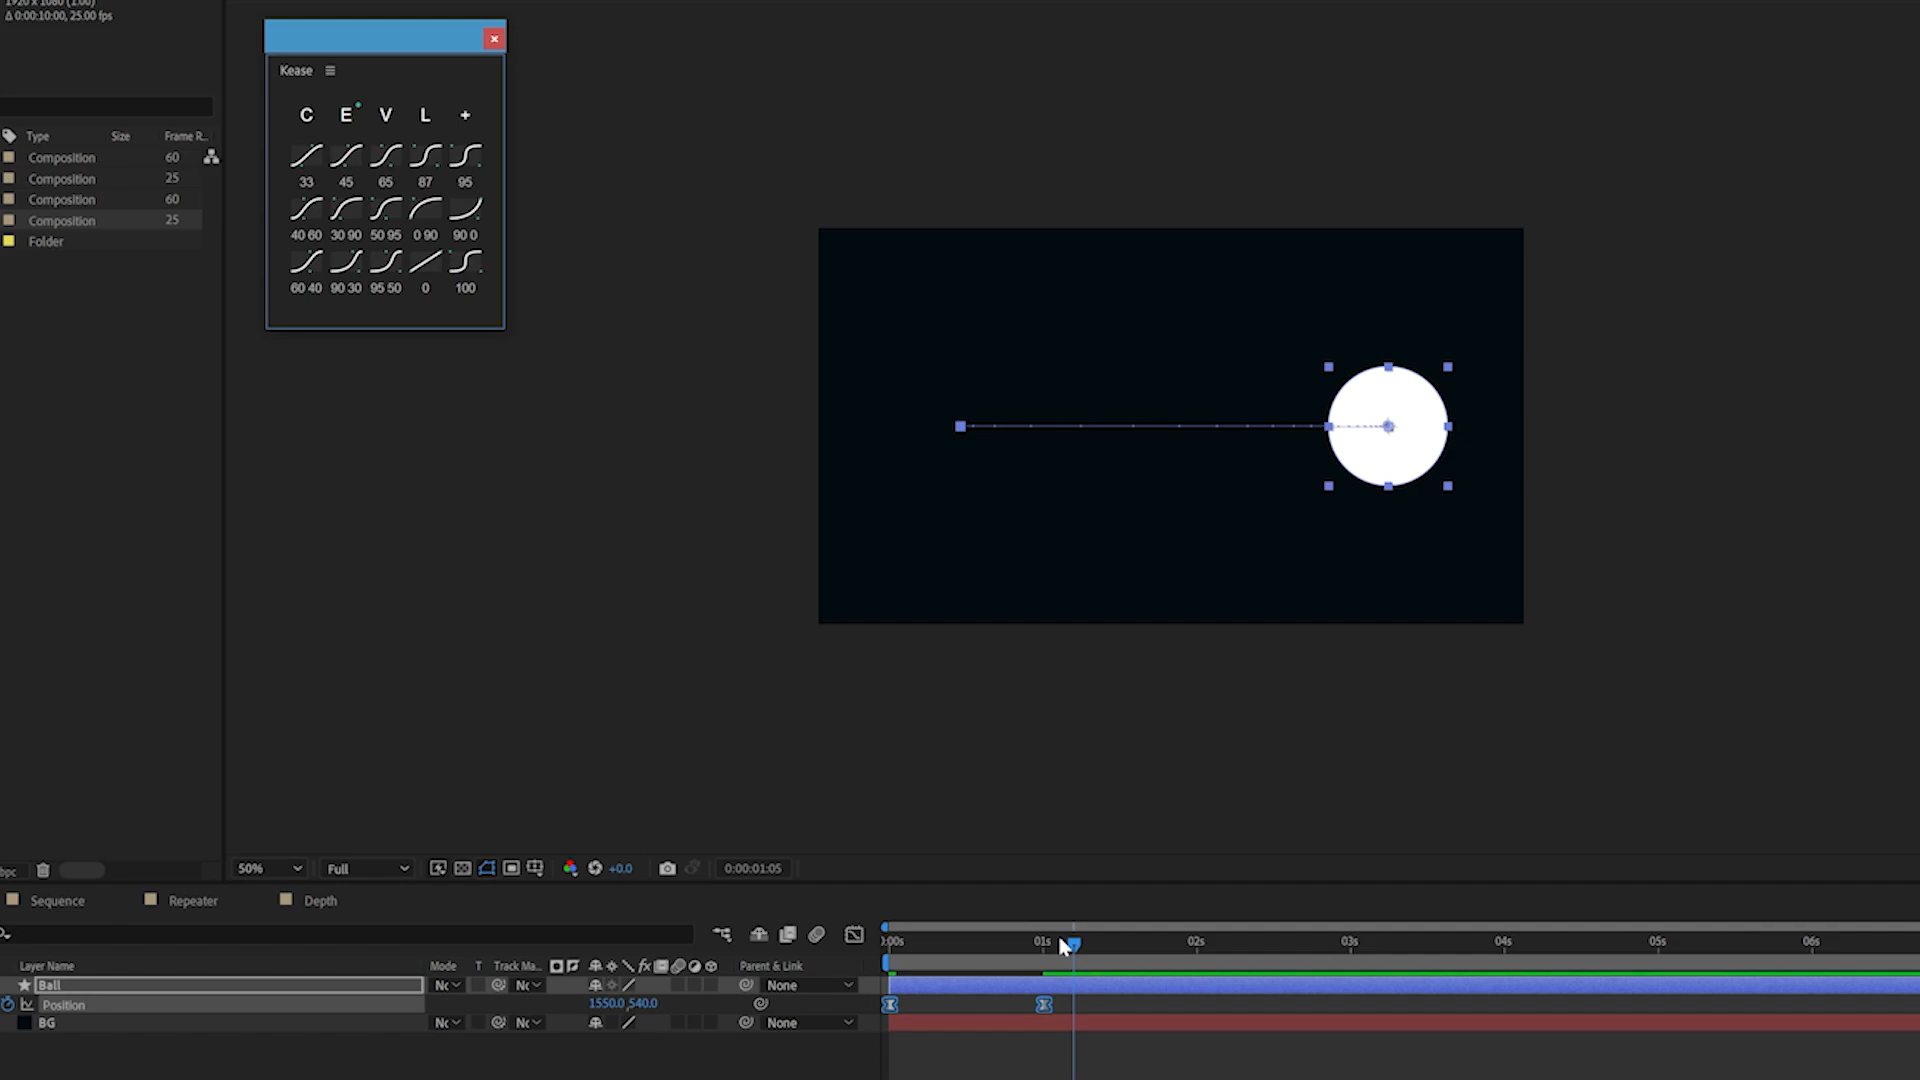 1920 x 1080 (1.00)
Δ 0:00:10:00, 25.00 fps
Kease
C E V L +
33 45 65 87 95
40 60 30 90 50 95 0 90 90 0
60 40 90 30 95 50 0 100
Type Size Frame R...
Composition 60
Composition 25
Composition 60
Composition 25
Folder
bpc
50% Full +0.0 0:00:01:05
Sequence Repeater Depth
0:00s 01s 02s 03s 04s 05s 06s
Layer Name Mode T Track Ma... fx Parent & Link
Ball Nc Nc None
Position 1550.0, 540.0
BG Nc Nc None